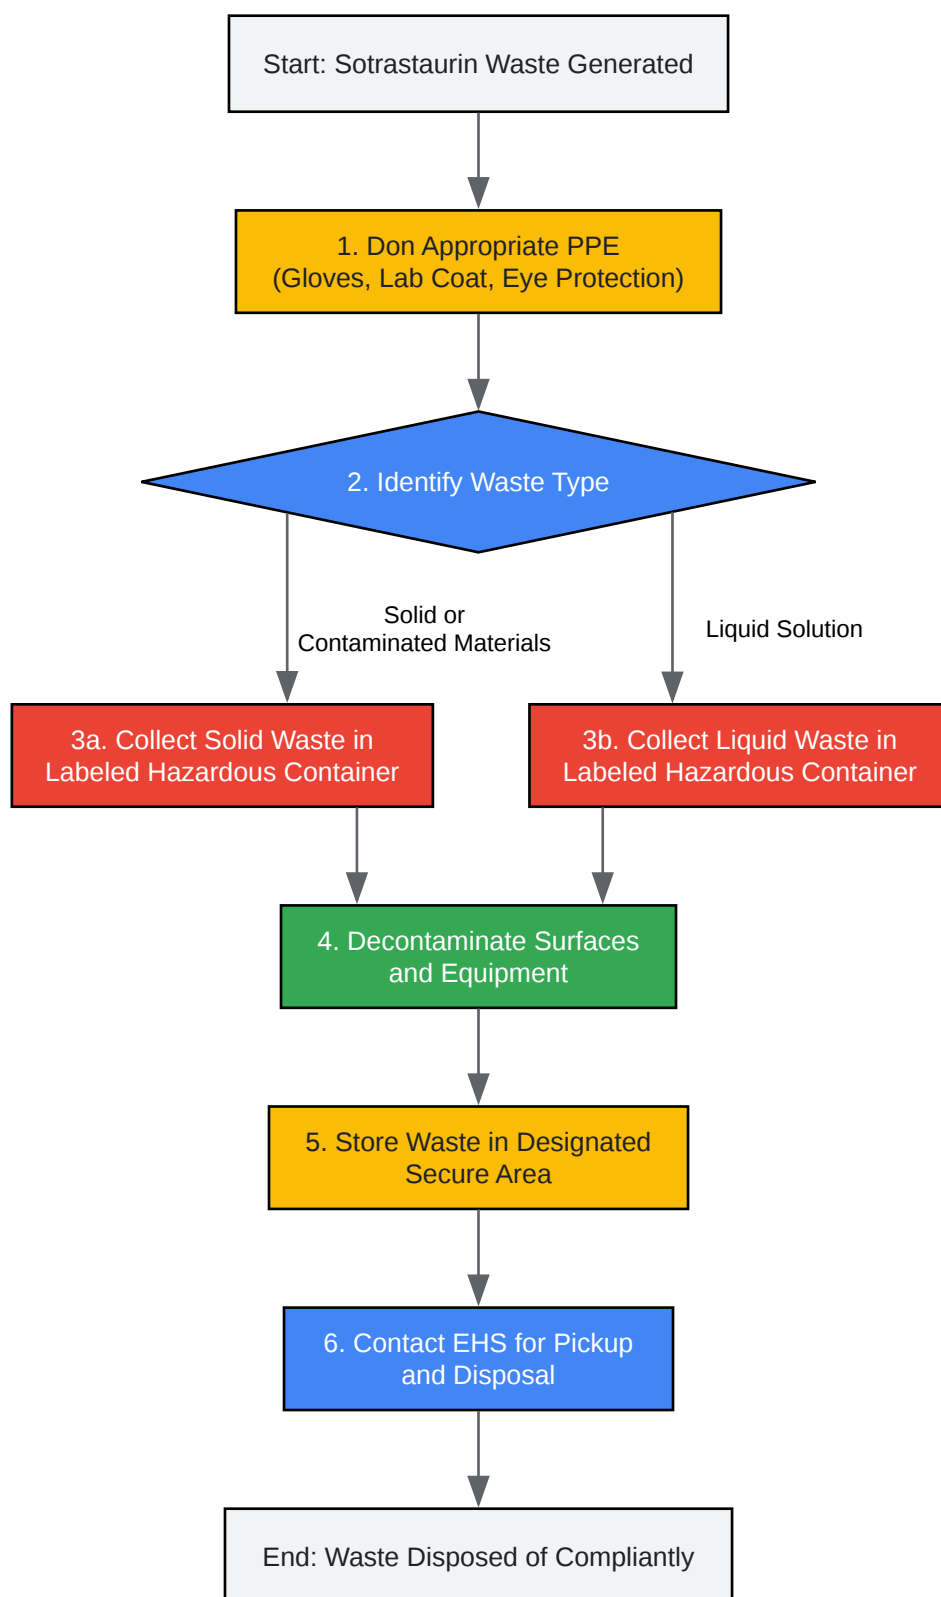 Start: Sotrastaurin Waste Generated
1. Don Appropriate PPE
(Gloves, Lab Coat, Eye Protection)
2. Identify Waste Type
Solid or
Contaminated Materials
Liquid Solution
3a. Collect Solid Waste in
Labeled Hazardous Container
3b. Collect Liquid Waste in
Labeled Hazardous Container
4. Decontaminate Surfaces
and Equipment
5. Store Waste in Designated
Secure Area
6. Contact EHS for Pickup
and Disposal
End: Waste Disposed of Compliantly